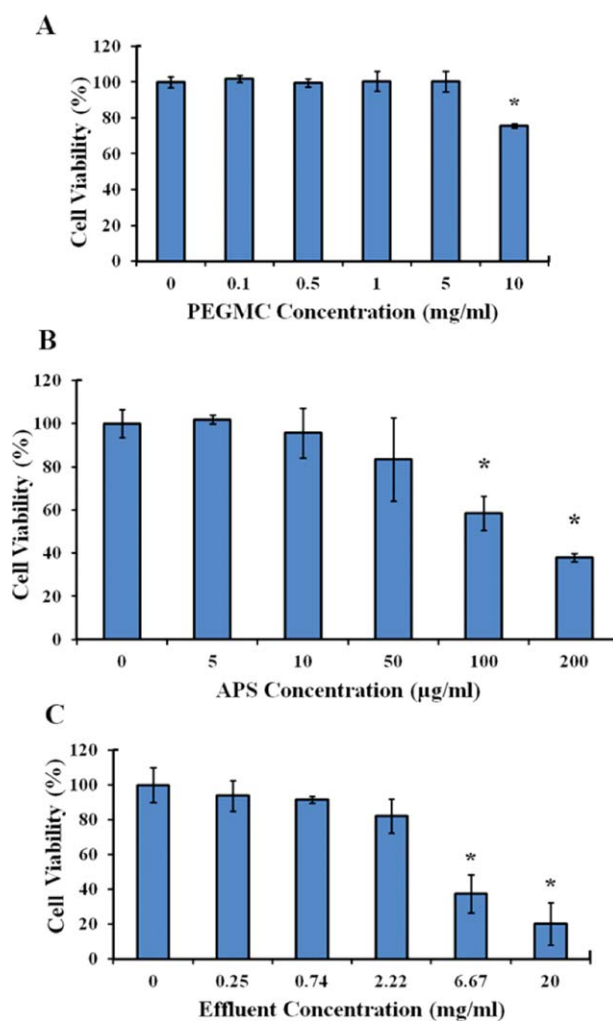 A
120
100
80
60
40
20
0
Cell Viability (%)
*
0 0.1 0.5 1 5 10
PEGMC Concentration (mg/ml)
B
120
100
80
60
40
20
0
Cell Viability (%)
*
*
0 5 10 50 100 200
APS Concentration (µg/ml)
C
120
100
80
60
40
20
0
Cell Viability (%)
*
*
0 0.25 0.74 2.22 6.67 20
Effluent Concentration (mg/ml)